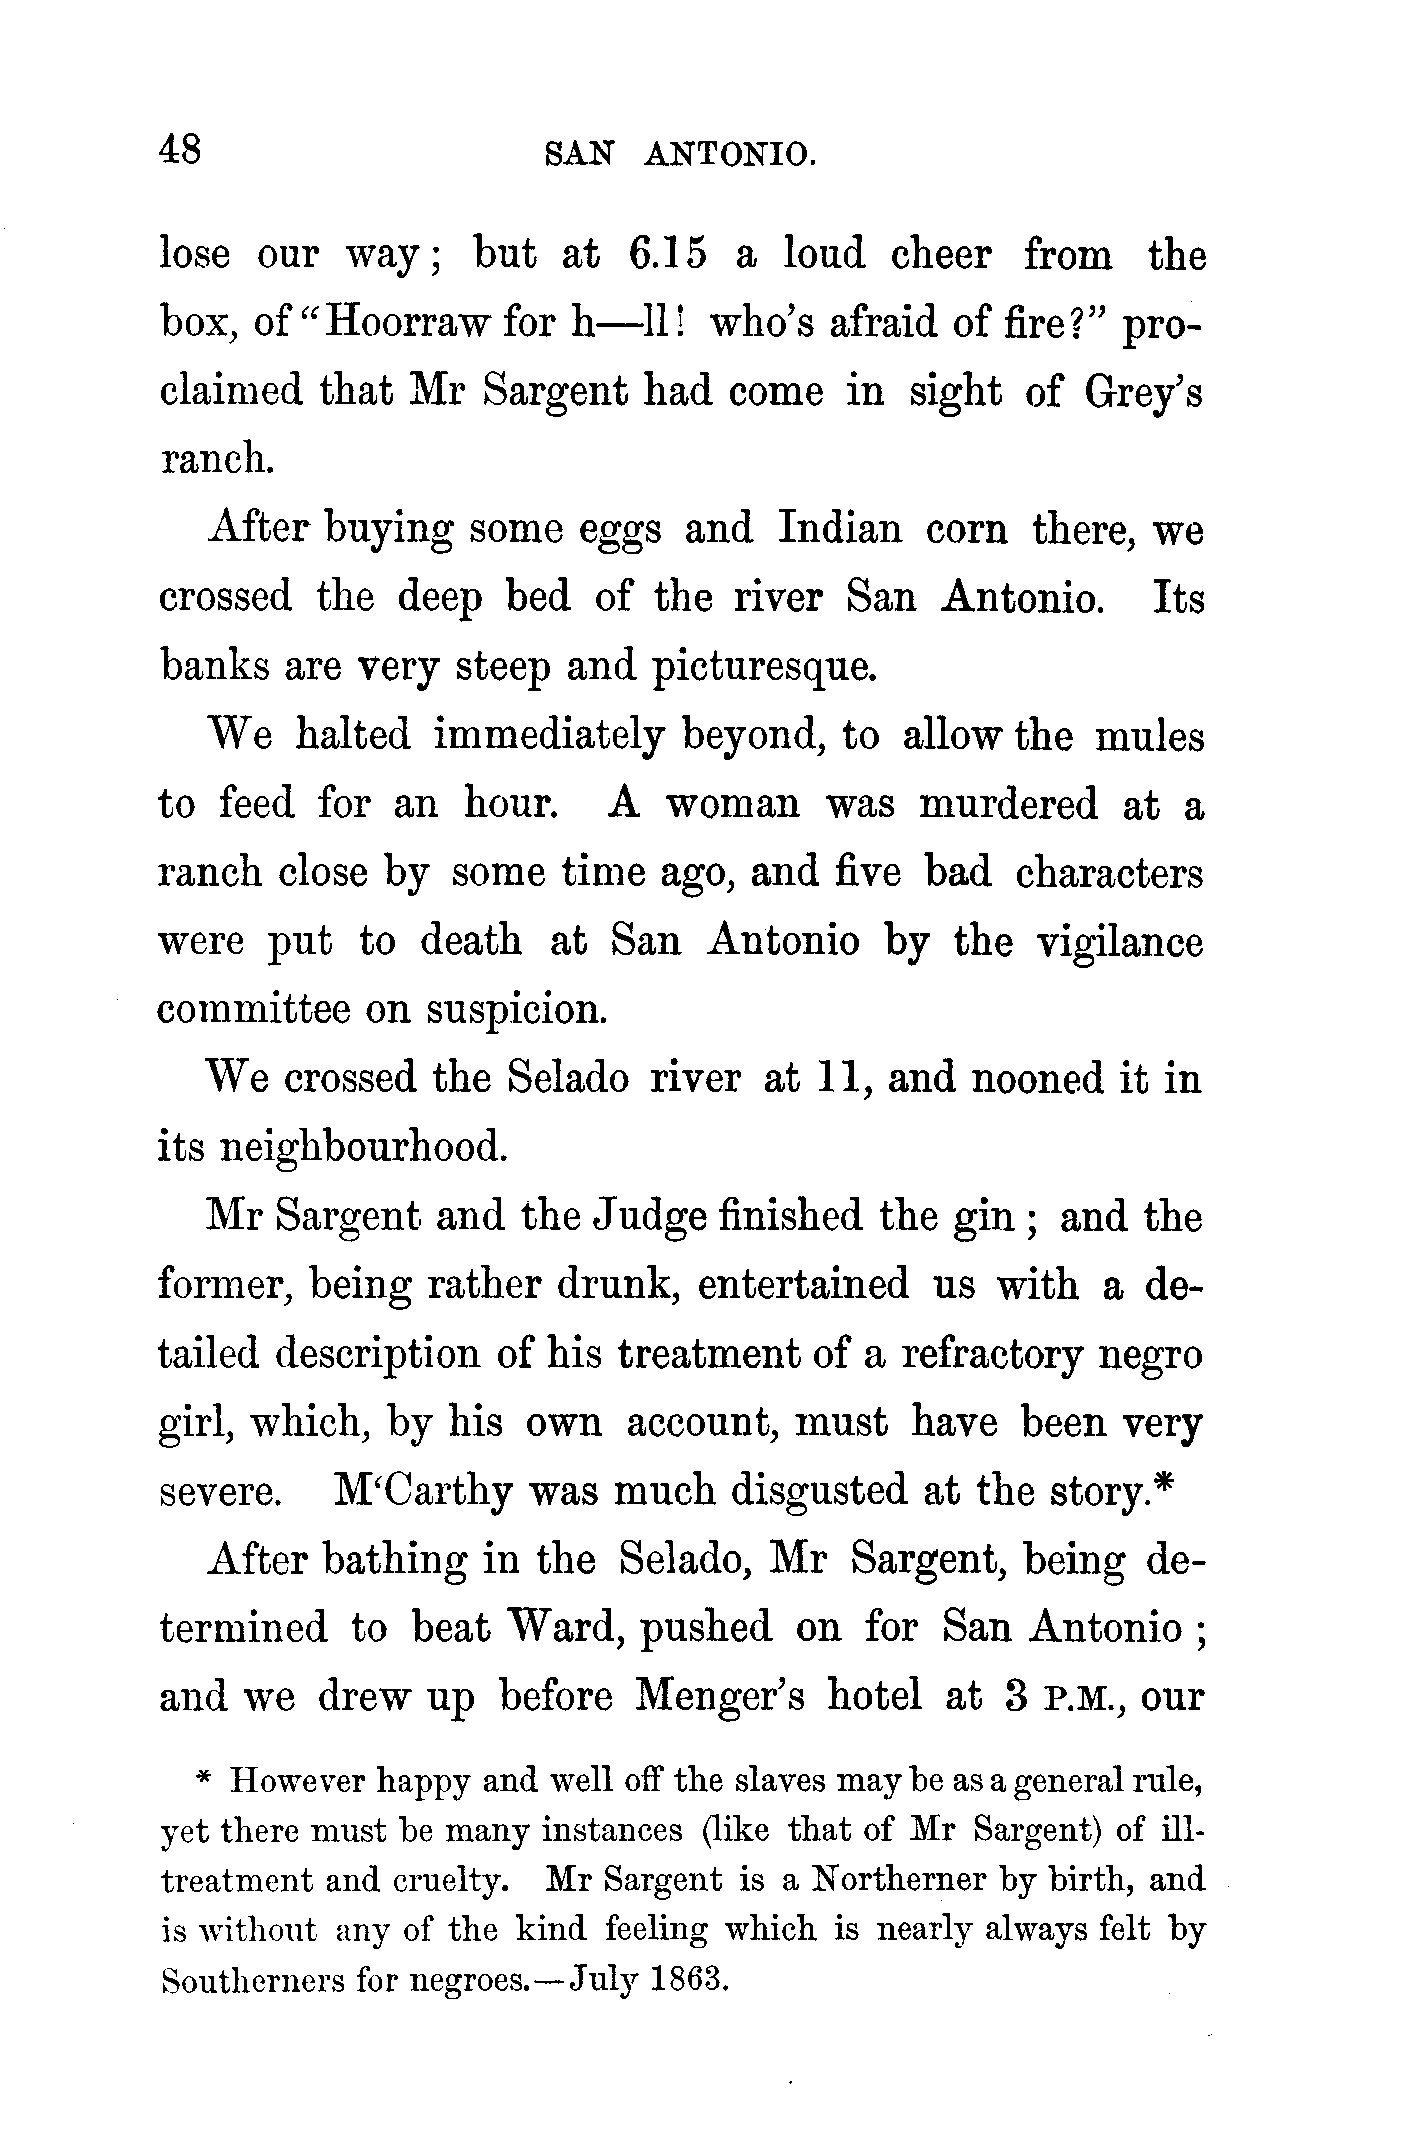 48 SAN ANTONIO.
lose our way; but at 6.15 a loud cheer from the
box, of "Hoorraw for h—ll! who's afraid of fire?" pro-
claimed that Mr Sargent had come in sight of Grey's
ranch.
After buying some eggs and Indian corn there, we
crossed the deep bed of the river San Antonio. Its
banks are very steep and picturesque.
We halted immediately beyond, to allow the mules
to feed for an hour. A woman was murdered at a
ranch close by some time ago, and five bad characters
were put to death at San Antonio by the vigilance
committee on suspicion.
We crossed the Selado river at 11, and nooned it in
its neighbourhood.
Mr Sargent and the Judge finished the gin; and the
former, being rather drunk, entertained us with a de-
tailed description of his treatment of a refractory negro
girl, which, by his own account, must have been very
severe. M‘Carthy was much disgusted at the story.*
After bathing in the Selado, Mr Sargent, being de-
termined to beat Ward, pushed on for San Antonio;
and we drew up before Menger's hotel at 3 P.M., our
* However happy and well off the slaves may be as a general rule,
yet there must be many instances (like that of Mr Sargent) of ill-
treatment and cruelty. Mr Sargent is a Northerner by birth, and
is without any of the kind feeling which is nearly always felt by
Southerners for negroes.—July 1863.